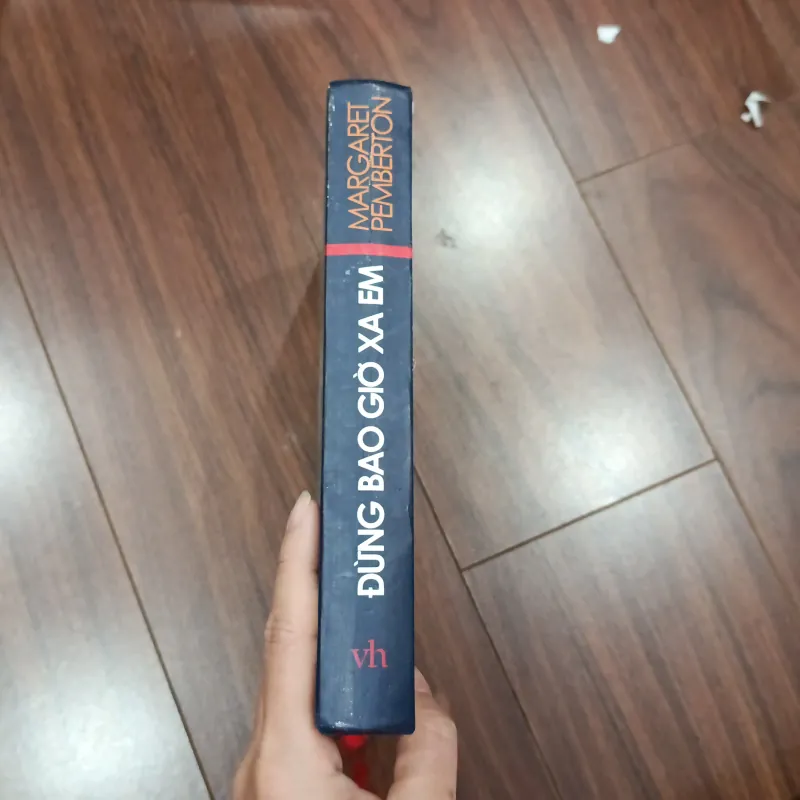 MARGARET
PEMBERTON
ĐỪNG BAO GIỜ XA EM
vh